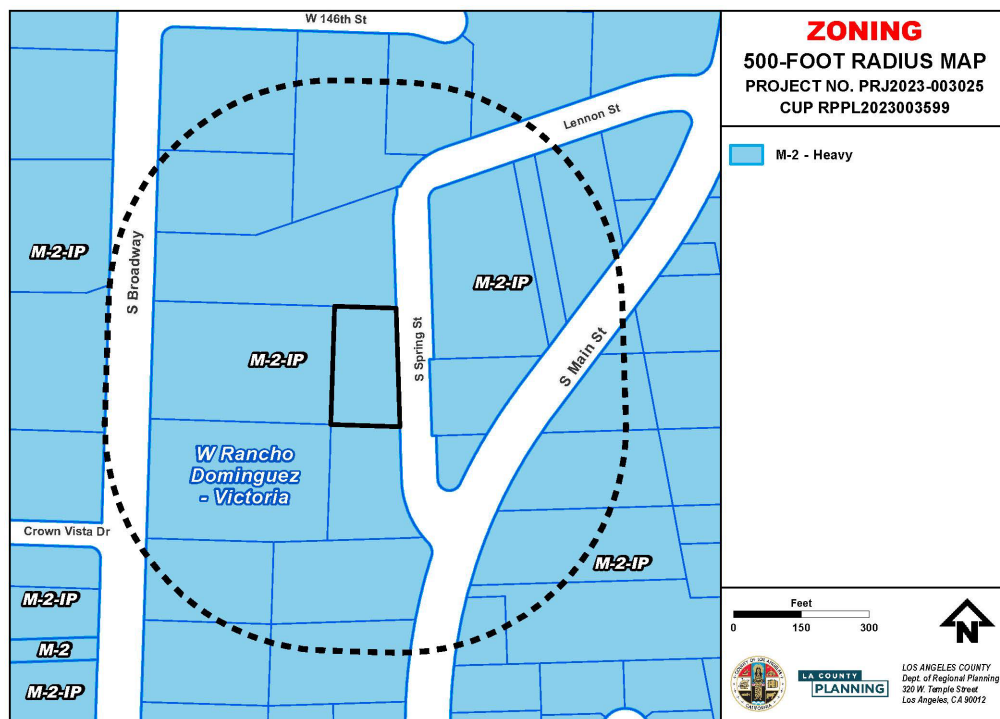 W 146th St
Lennon St
M-2-IP
S Broadway
M-2-IP
S Spring St
M-2-IP
S Main St
W Rancho
Dominguez
- Victoria
Crown Vista Dr
M-2-IP
M-2-IP
M-2
M-2-IP
ZONING
500-FOOT RADIUS MAP
PROJECT NO. PRJ2023-003025
CUP RPPL2023003599
M-2 - Heavy
Feet
0 150 300
N
LA COUNTY
PLANNING
LOS ANGELES COUNTY
Dept. of Regional Planning
320 W. Temple Street
Los Angeles, CA 90012